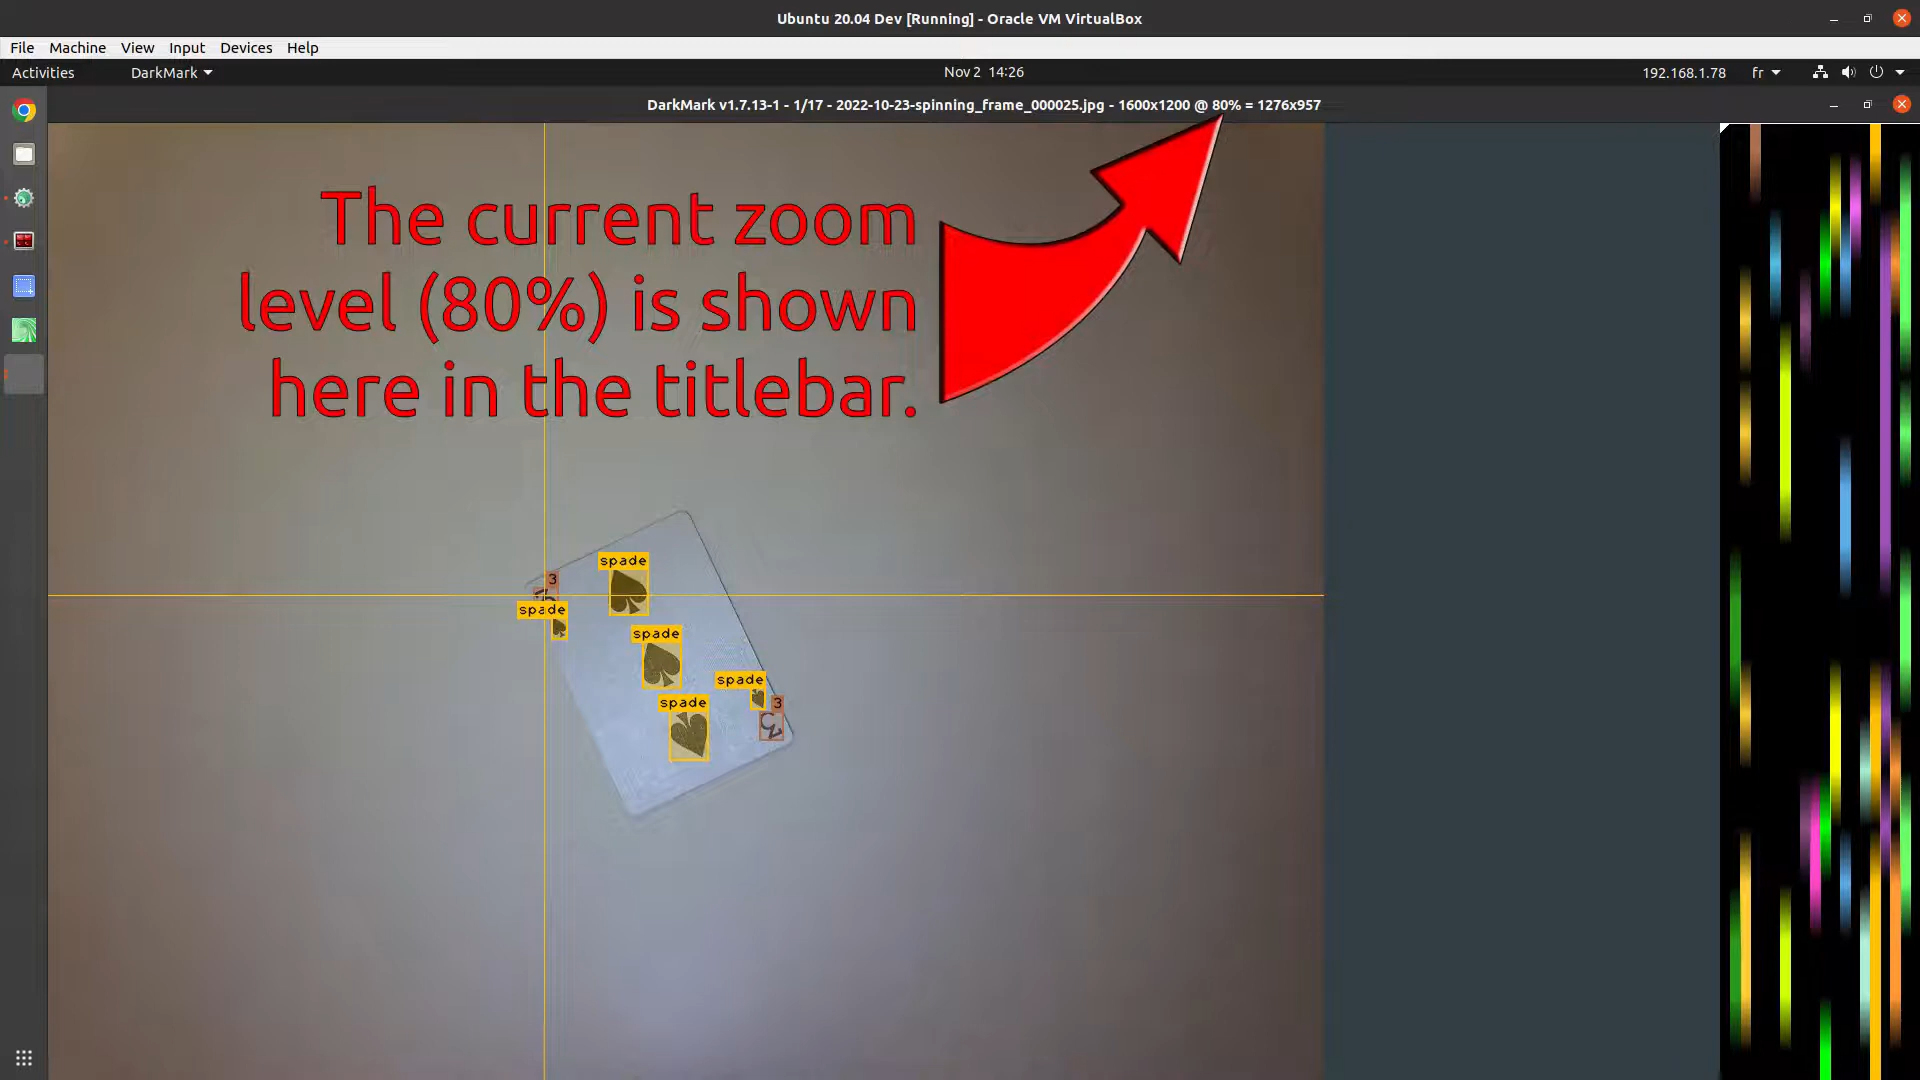 Ubuntu 20.04 Dev [Running] - Oracle VM VirtualBox
File Machine View Input Devices Help
Activities DarkMark Nov 2 14:26 192.168.1.78 fr
DarkMark v1.7.13-1 - 1/17 - 2022-10-23-spinning_frame_000025.jpg - 1600x1200 @ 80% = 1276x957
The current zoom
level (80%) is shown
here in the titlebar.
spade
3
spade
spade
spade
spade
3
3